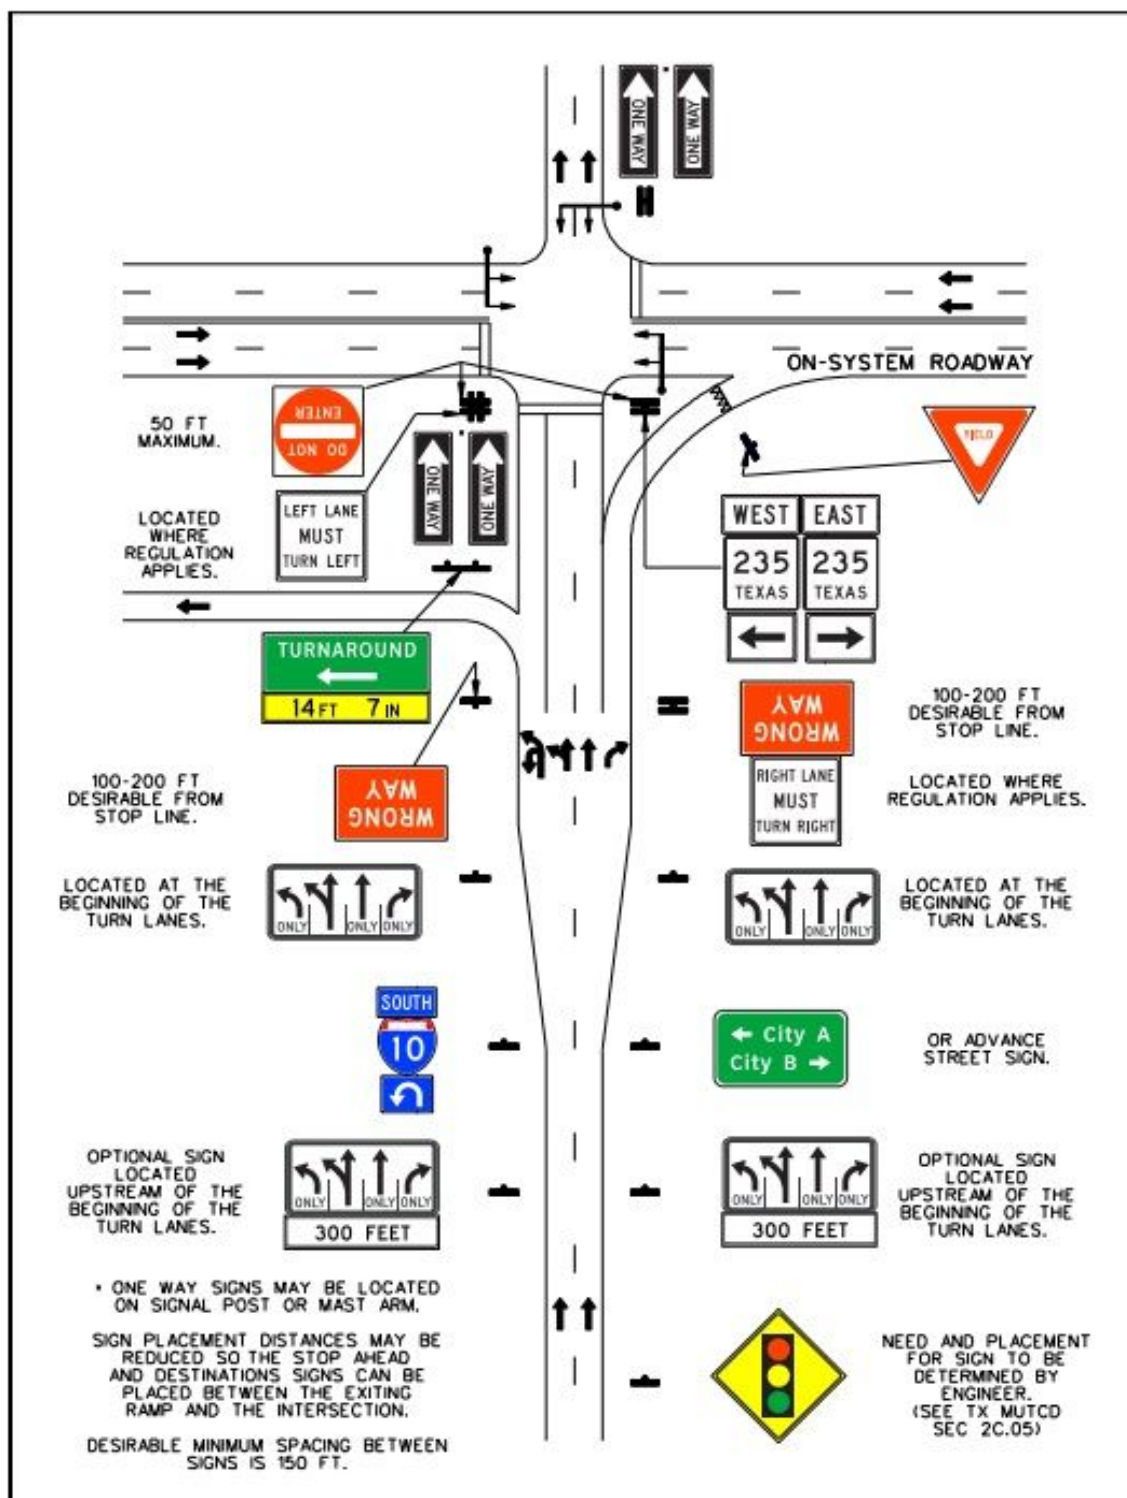 ONE WAY
ONE WAY
ON-SYSTEM ROADWAY
DO NOT
ENTER
50 FT
MAXIMUM.
YIELD
ONE WAY
ONE WAY
LEFT LANE
MUST
TURN LEFT
LOCATED
WHERE
REGULATION
APPLIES.
WEST
EAST
235
TEXAS
235
TEXAS
TURNAROUND
14 FT 7 IN
WRONG
WAY
100-200 FT
DESIRABLE FROM
STOP LINE.
RIGHT LANE
MUST
TURN RIGHT
LOCATED WHERE
REGULATION APPLIES.
100-200 FT
DESIRABLE FROM
STOP LINE.
WRONG
WAY
LOCATED AT THE
BEGINNING OF THE
TURN LANES.
ONLY ONLY ONLY
ONLY ONLY ONLY
LOCATED AT THE
BEGINNING OF THE
TURN LANES.
SOUTH
10
City A
City B
OR ADVANCE
STREET SIGN.
OPTIONAL SIGN
LOCATED
UPSTREAM OF THE
BEGINNING OF THE
TURN LANES.
ONLY ONLY ONLY
300 FEET
ONLY ONLY ONLY
300 FEET
OPTIONAL SIGN
LOCATED
UPSTREAM OF THE
BEGINNING OF THE
TURN LANES.
• ONE WAY SIGNS MAY BE LOCATED
ON SIGNAL POST OR MAST ARM.
SIGN PLACEMENT DISTANCES MAY BE
REDUCED SO THE STOP AHEAD
AND DESTINATIONS SIGNS CAN BE
PLACED BETWEEN THE EXITING
RAMP AND THE INTERSECTION.
DESIRABLE MINIMUM SPACING BETWEEN
SIGNS IS 150 FT.
NEED AND PLACEMENT
FOR SIGN TO BE
DETERMINED BY
ENGINEER.
(SEE TX MUTCD
SEC 2C.05)